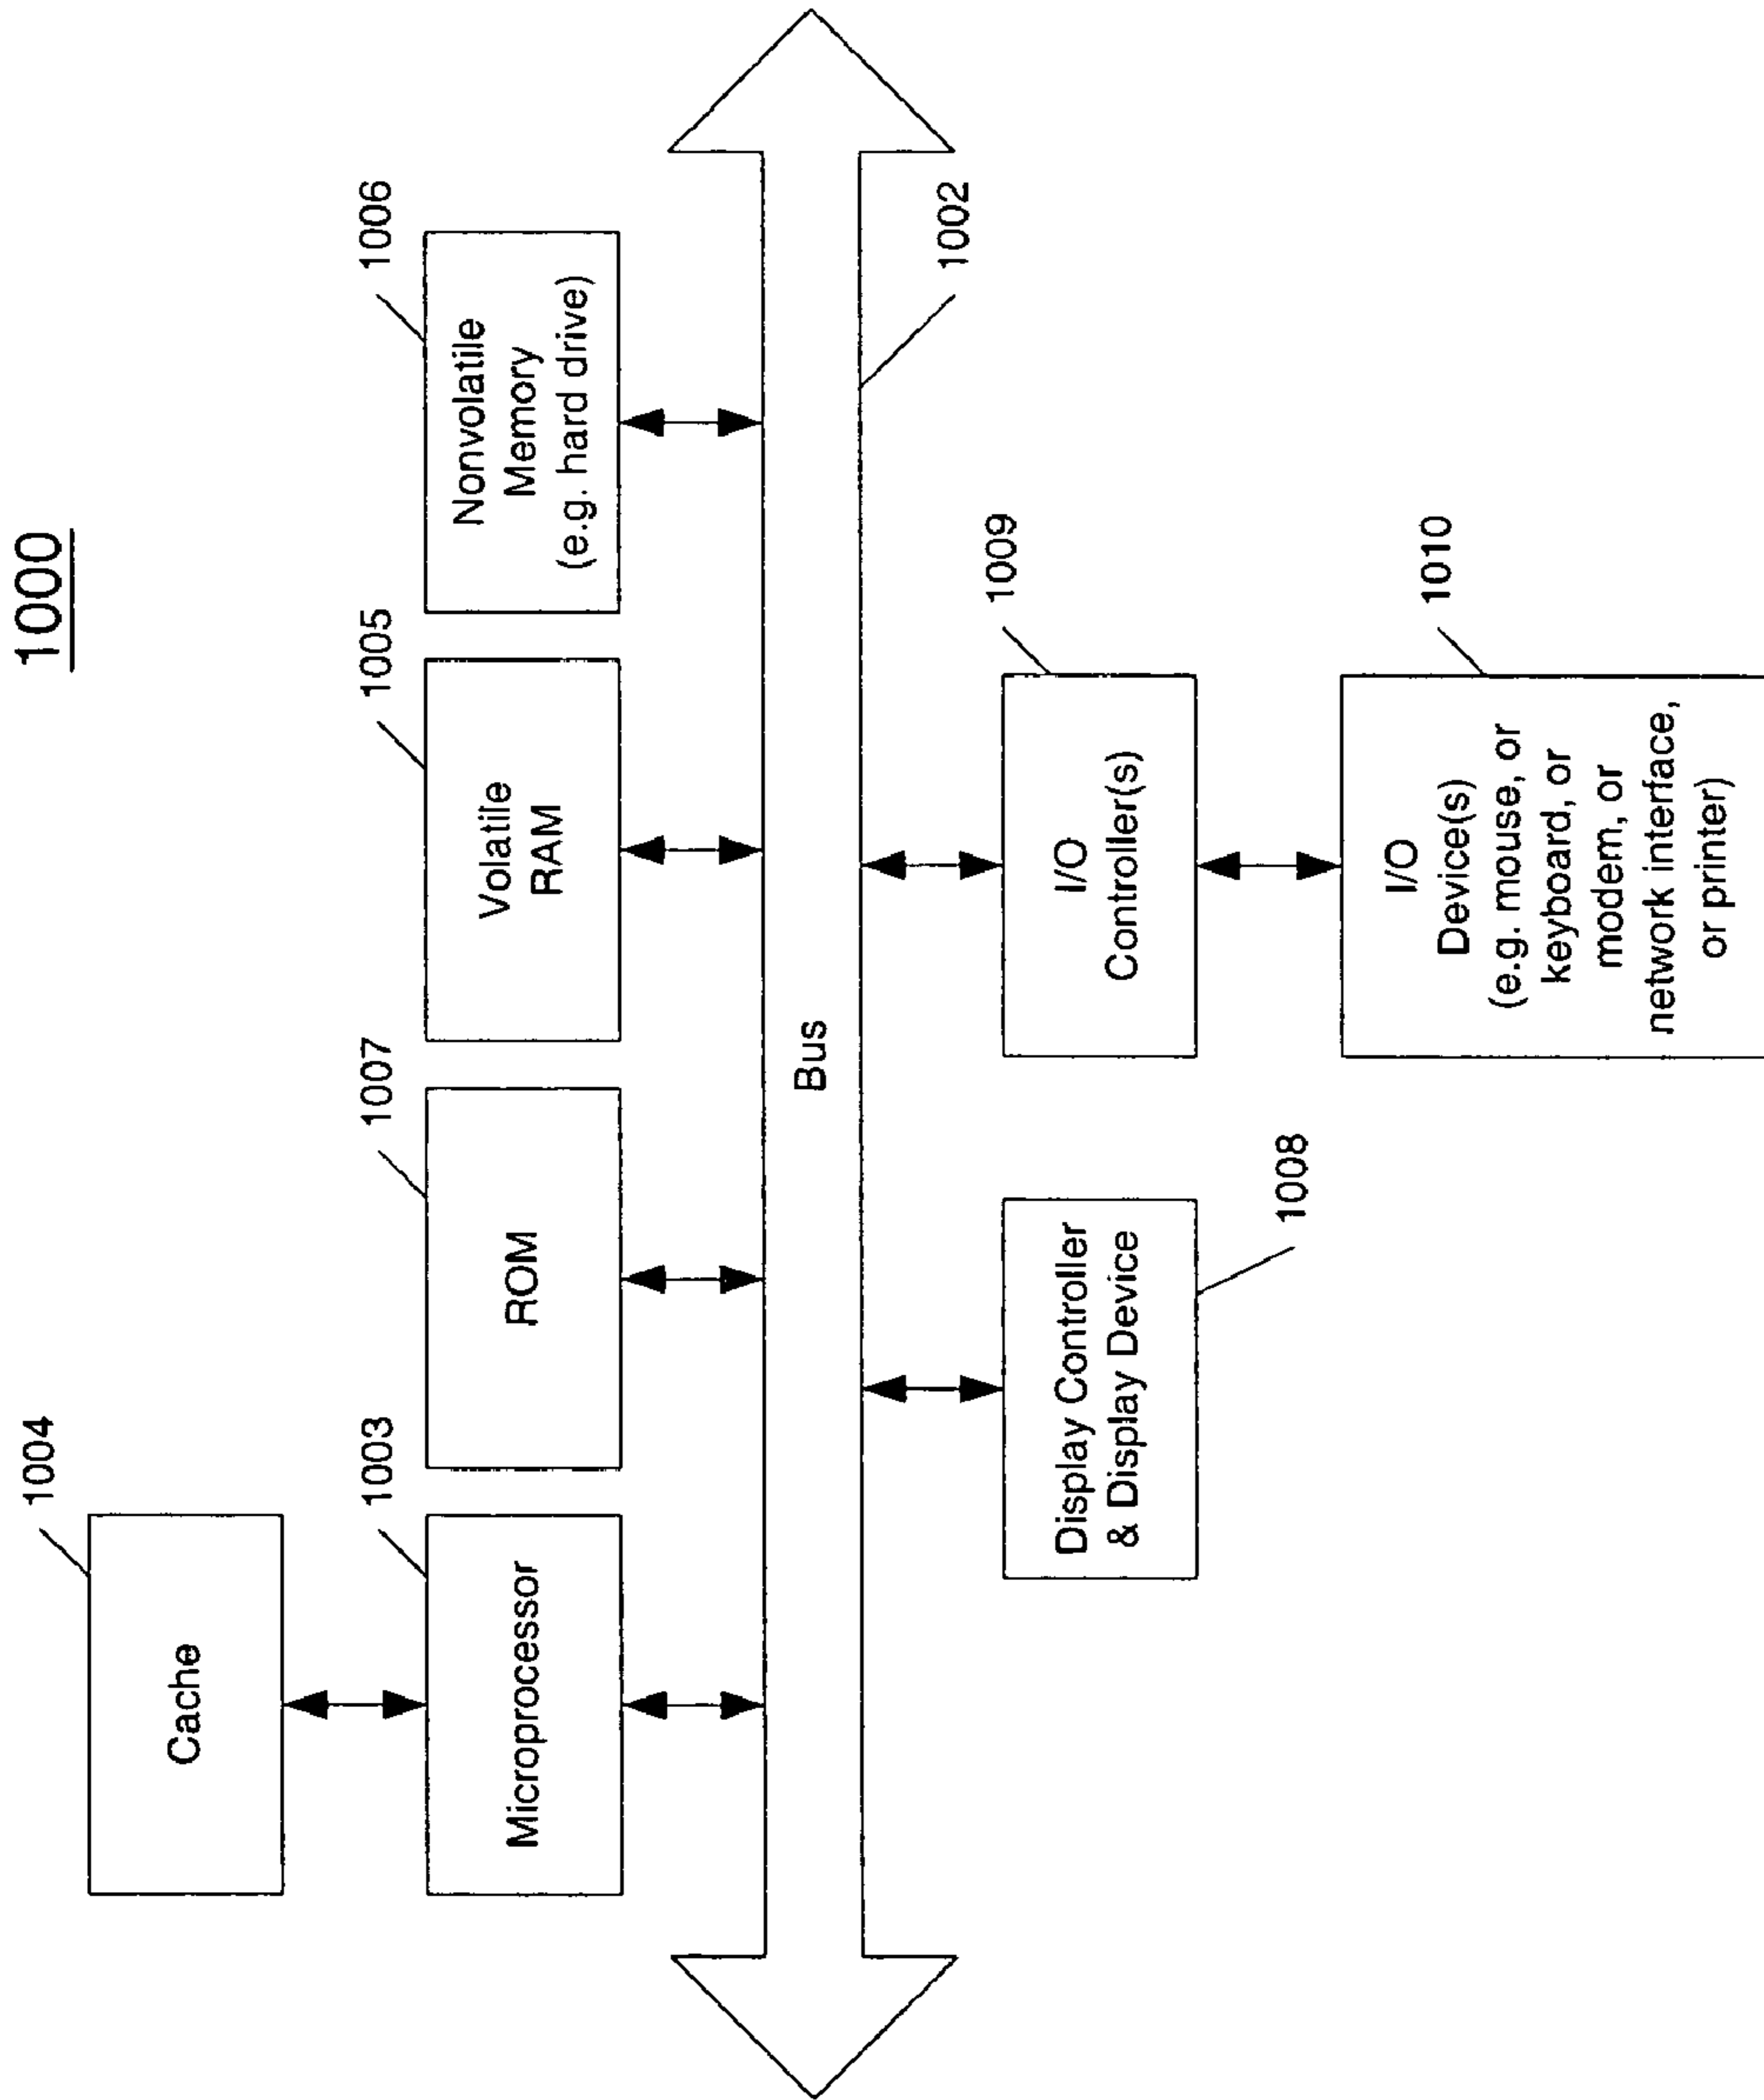 1000
1004
Cache
1003
Microprocessor
1007
ROM
1005
Volatile
RAM
1006
Nonvolatile
Memory
(e.g. hard drive)
Bus
1002
Display Controller
& Display Device
1008
I/O
Controller(s)
1009
I/O
Device(s)
(e.g. mouse, or
keyboard, or
modem, or
network interface,
or printer)
1010